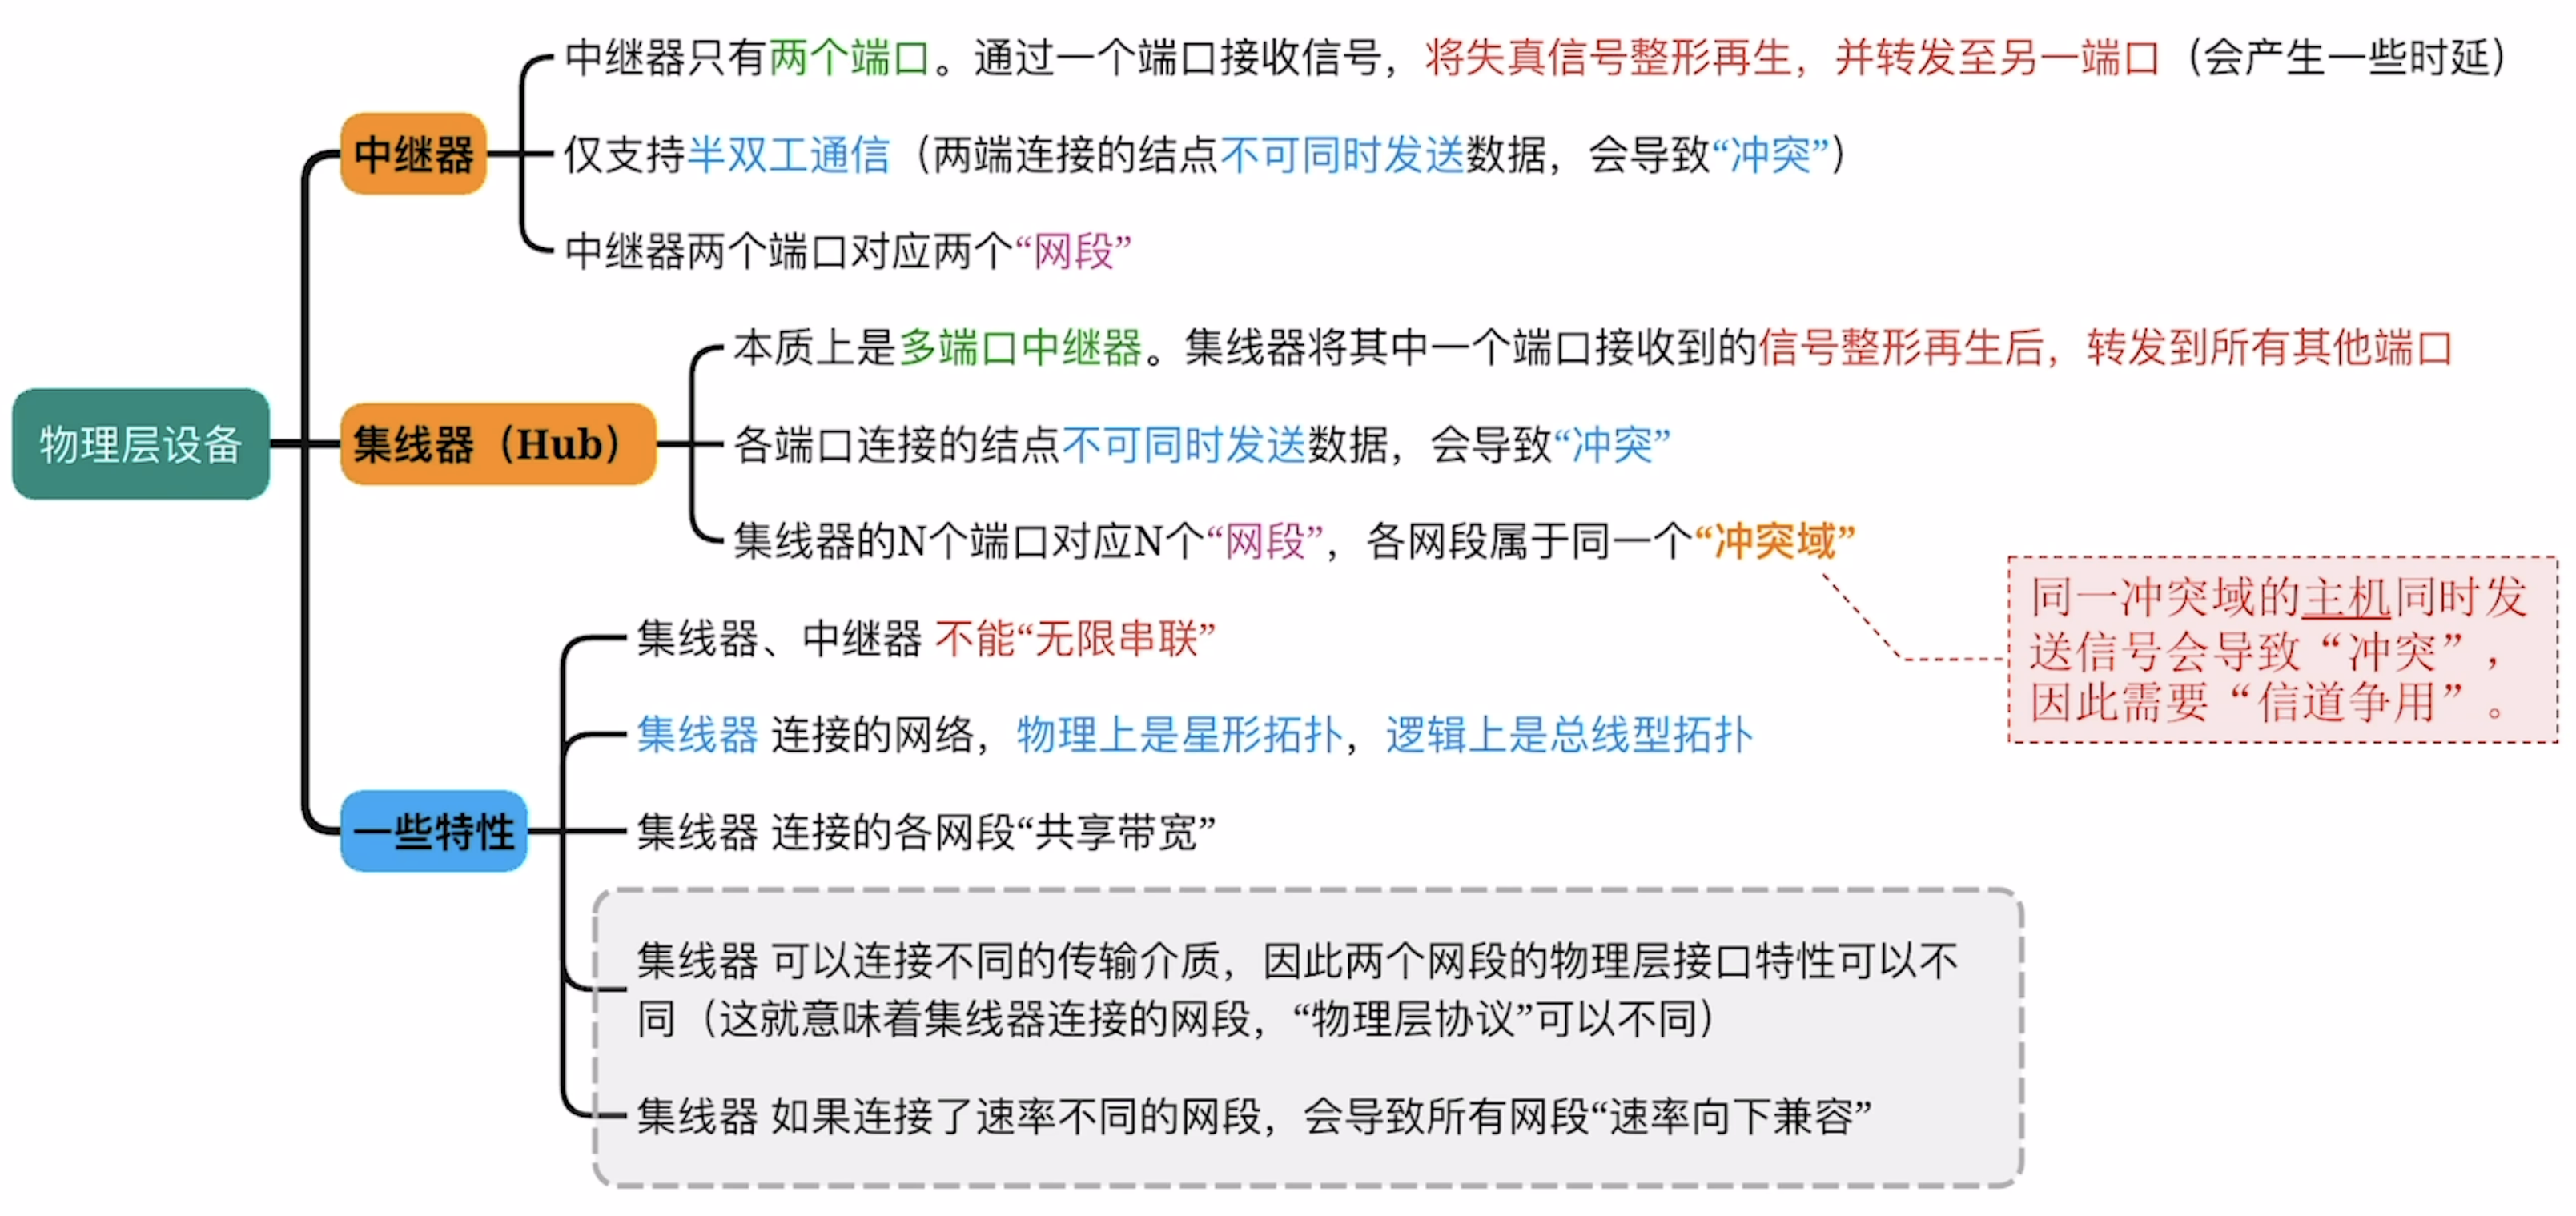 中继器只有两个端口。通过一个端口接收信号，将失真信号整形再生，并转发至另一端口（会产生一些时延）
中继器
仅支持半双工通信（两端连接的结点不可同时发送数据，会导致“冲突”）
中继器两个端口对应两个“网段”
本质上是多端口中继器。集线器将其中一个端口接收到的信号整形再生后，转发到所有其他端口
物理层设备
集线器（Hub）
各端口连接的结点不可同时发送数据，会导致“冲突”
集线器的N个端口对应N个“网段”，各网段属于同一个“冲突域”
同一冲突域的主机同时发
送信号会导致“冲突”，
因此需要“信道争用”。
集线器、中继器 不能“无限串联”
集线器 连接的网络，物理上是星形拓扑，逻辑上是总线型拓扑
一些特性
集线器 连接的各网段“共享带宽”
集线器 可以连接不同的传输介质，因此两个网段的物理层接口特性可以不
同（这就意味着集线器连接的网段，“物理层协议”可以不同）
集线器 如果连接了速率不同的网段，会导致所有网段“速率向下兼容”